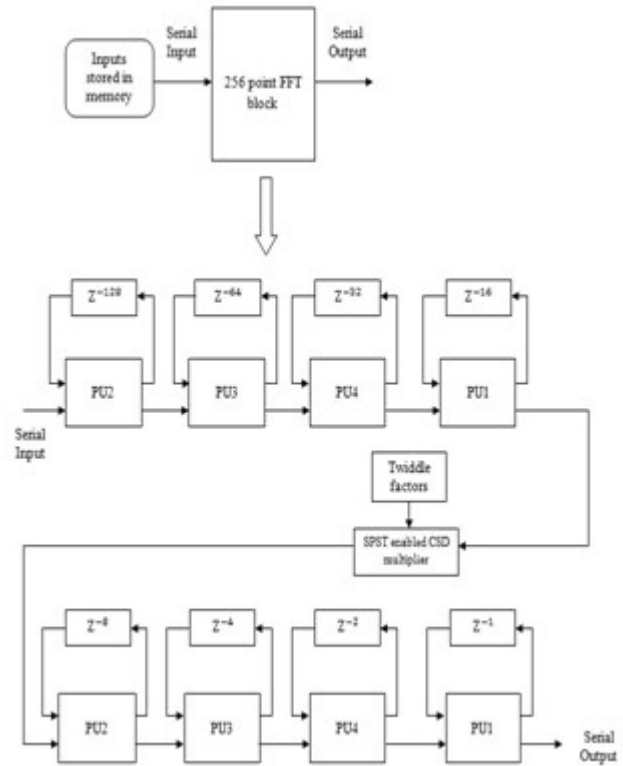 Serial
Input
Serial
Output
Inputs
stored in
memory
256 point FFT
block
Z⁻¹²⁸
Z⁻⁶⁴
Z⁻³²
Z⁻¹⁶
PU2
PU3
PU4
PU1
Serial
Input
Twiddle
factors
SPST enabled CSD
multiplier
Z⁻⁸
Z⁻⁴
Z⁻²
Z⁻¹
PU2
PU3
PU4
PU1
Serial
Output